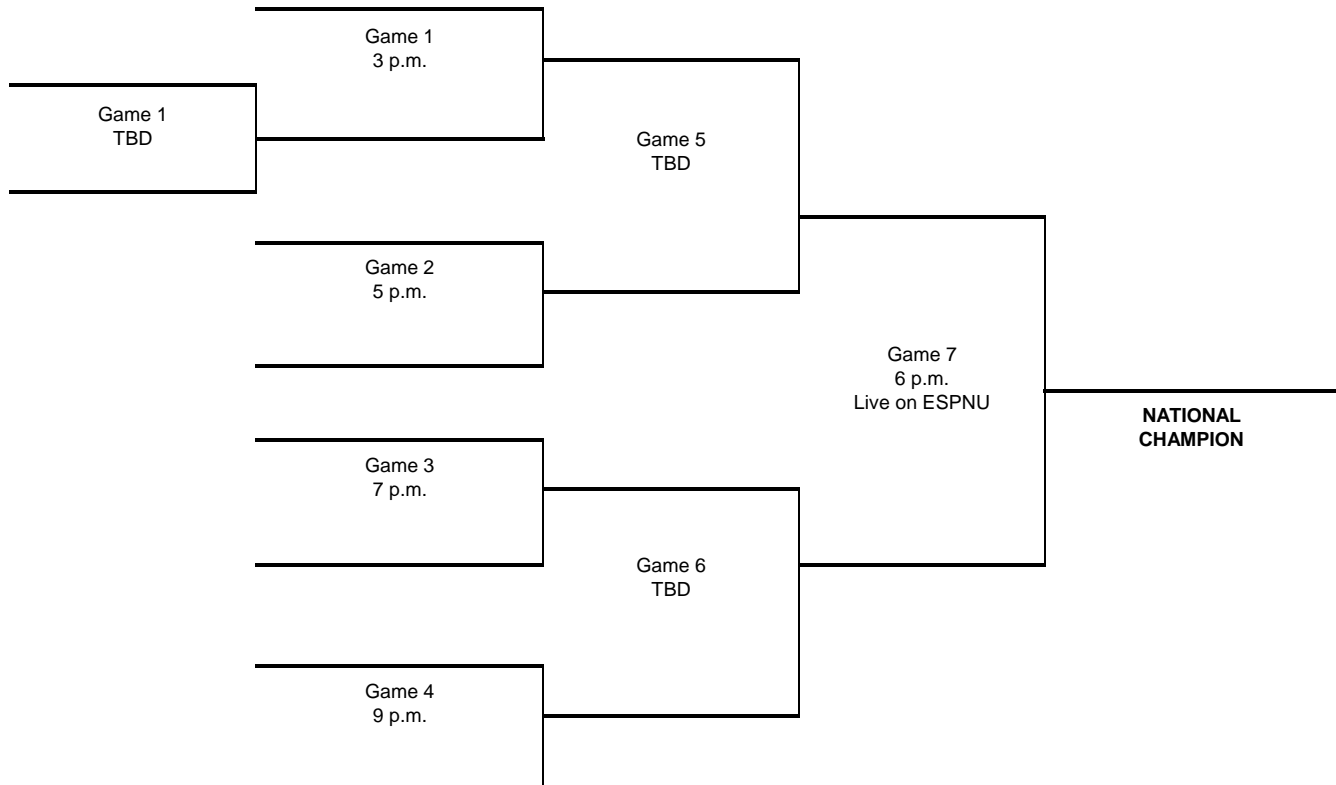 Game 1
3 p.m.
Game 1
TBD
Game 5
TBD
Game 2
5 p.m.
Game 7
6 p.m.
Live on ESPNU
NATIONAL
CHAMPION
Game 3
7 p.m.
Game 6
TBD
Game 4
9 p.m.